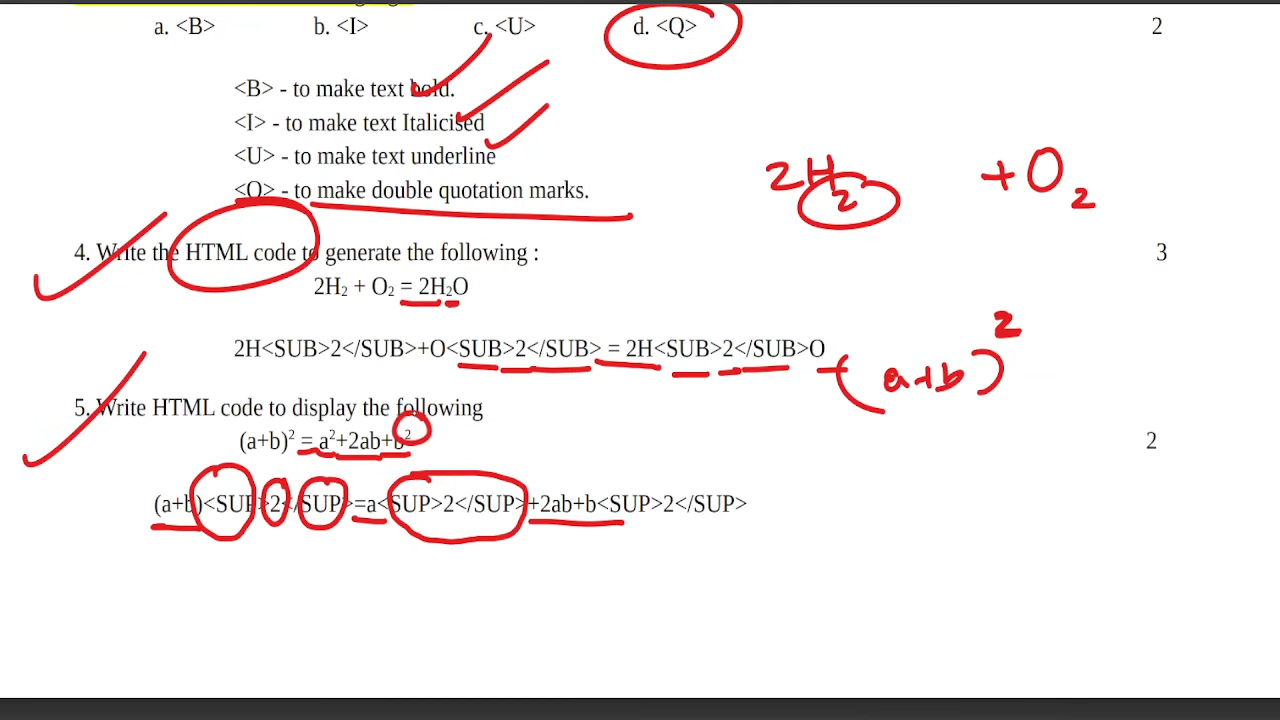 a. <B> b. <I> c. <U> d. <Q> 2
<B> - to make text bold.
<I> - to make text Italicised
<U> - to make text underline
<Q> - to make double quotation marks.
2H2 +O2
4. Write the HTML code to generate the following : 3
2H₂ + O₂ = 2H₂O
2H<SUB>2</SUB>+O<SUB>2</SUB> = 2H<SUB>2</SUB>O
(a+b)²
5. Write HTML code to display the following
(a+b)² = a²+2ab+b² 2
(a+b)<SUP>2</SUP>=a<SUP>2</SUP>+2ab+b<SUP>2</SUP>